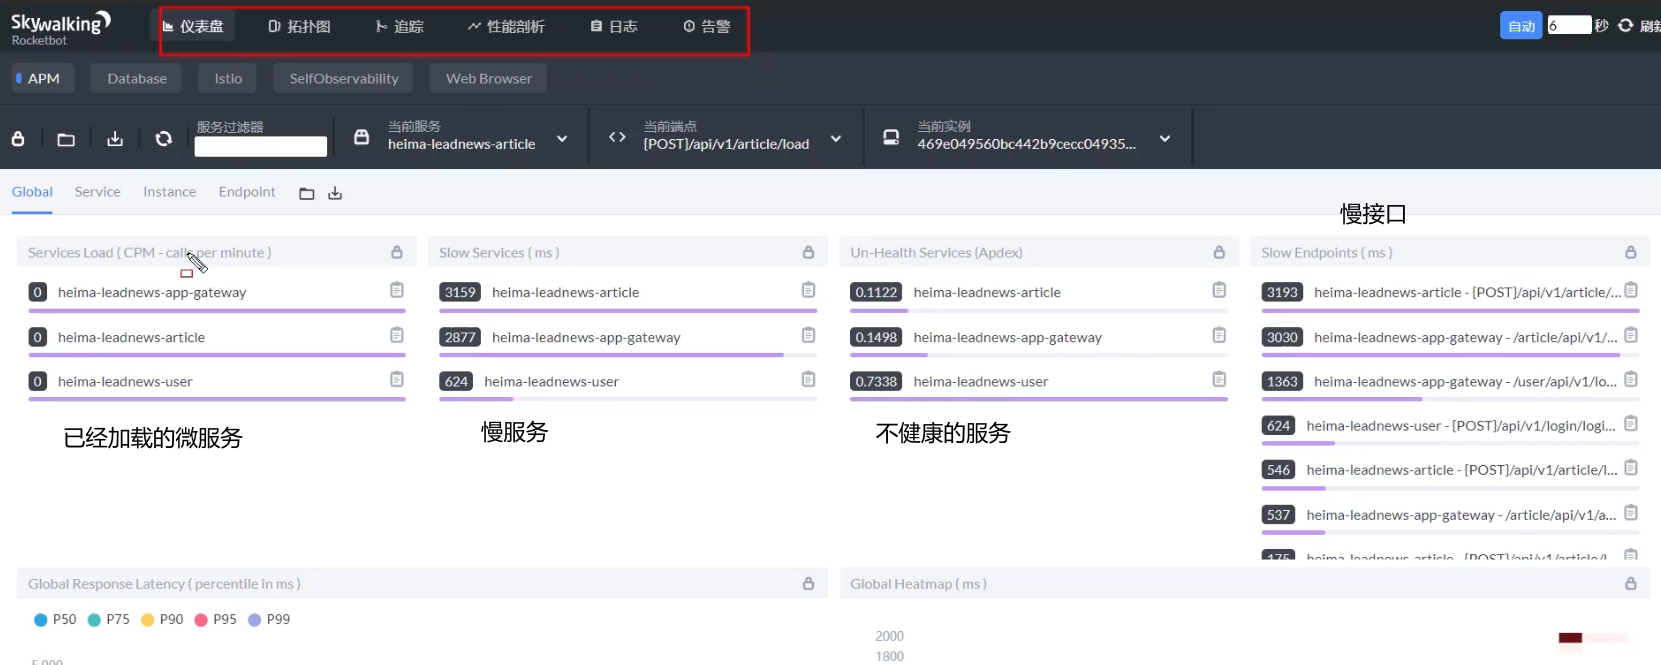 Skywalking
Rocketbot
仪表盘 拓扑图 追踪 性能剖析 日志 告警 自动 6 秒 刷新
APM Database Istio SelfObservability Web Browser
服务过滤器 当前服务 当前端点 当前实例
heima-leadnews-article {POST}/api/v1/article/load 469e049560bc442b9cecc04935...
Global Service Instance Endpoint
慢接口
Services Load ( CPM - calls per minute ) Slow Services ( ms ) Un-Health Services (Apdex) Slow Endpoints ( ms )
0 heima-leadnews-app-gateway 3159 heima-leadnews-article 0.1122 heima-leadnews-article 3193 heima-leadnews-article - {POST}/api/v1/article/...
0 heima-leadnews-article 2877 heima-leadnews-app-gateway 0.1498 heima-leadnews-app-gateway 3030 heima-leadnews-app-gateway - /article/api/v1/...
0 heima-leadnews-user 624 heima-leadnews-user 0.7338 heima-leadnews-user 1363 heima-leadnews-app-gateway - /user/api/v1/lo...
已经加载的微服务 慢服务 不健康的服务 624 heima-leadnews-user - {POST}/api/v1/login/logi...
546 heima-leadnews-article - {POST}/api/v1/article/l...
537 heima-leadnews-app-gateway - /article/api/v1/a...
175 heima-leadnews-article - {POST}/api/v1/article/l...
Global Response Latency ( percentile in ms ) Global Heatmap ( ms )
P50 P75 P90 P95 P99
2000
5,000 1800